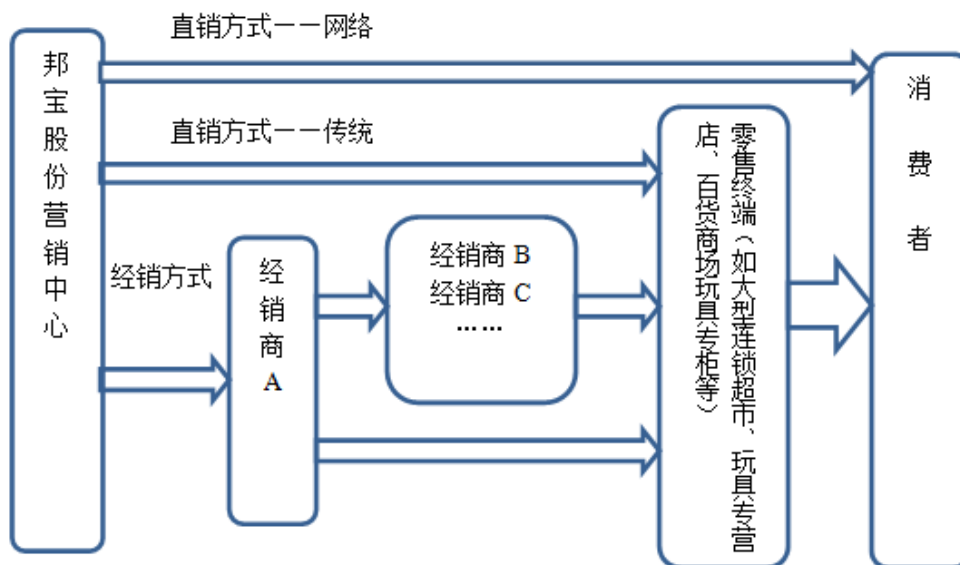 直销方式——网络
邦宝股份营销中心
消费者
直销方式——传统
零售终端（如大型连锁超市、玩具专营
店、百货商场玩具专柜等）
经销方式
经销商A
经销商 B
经销商 C
……